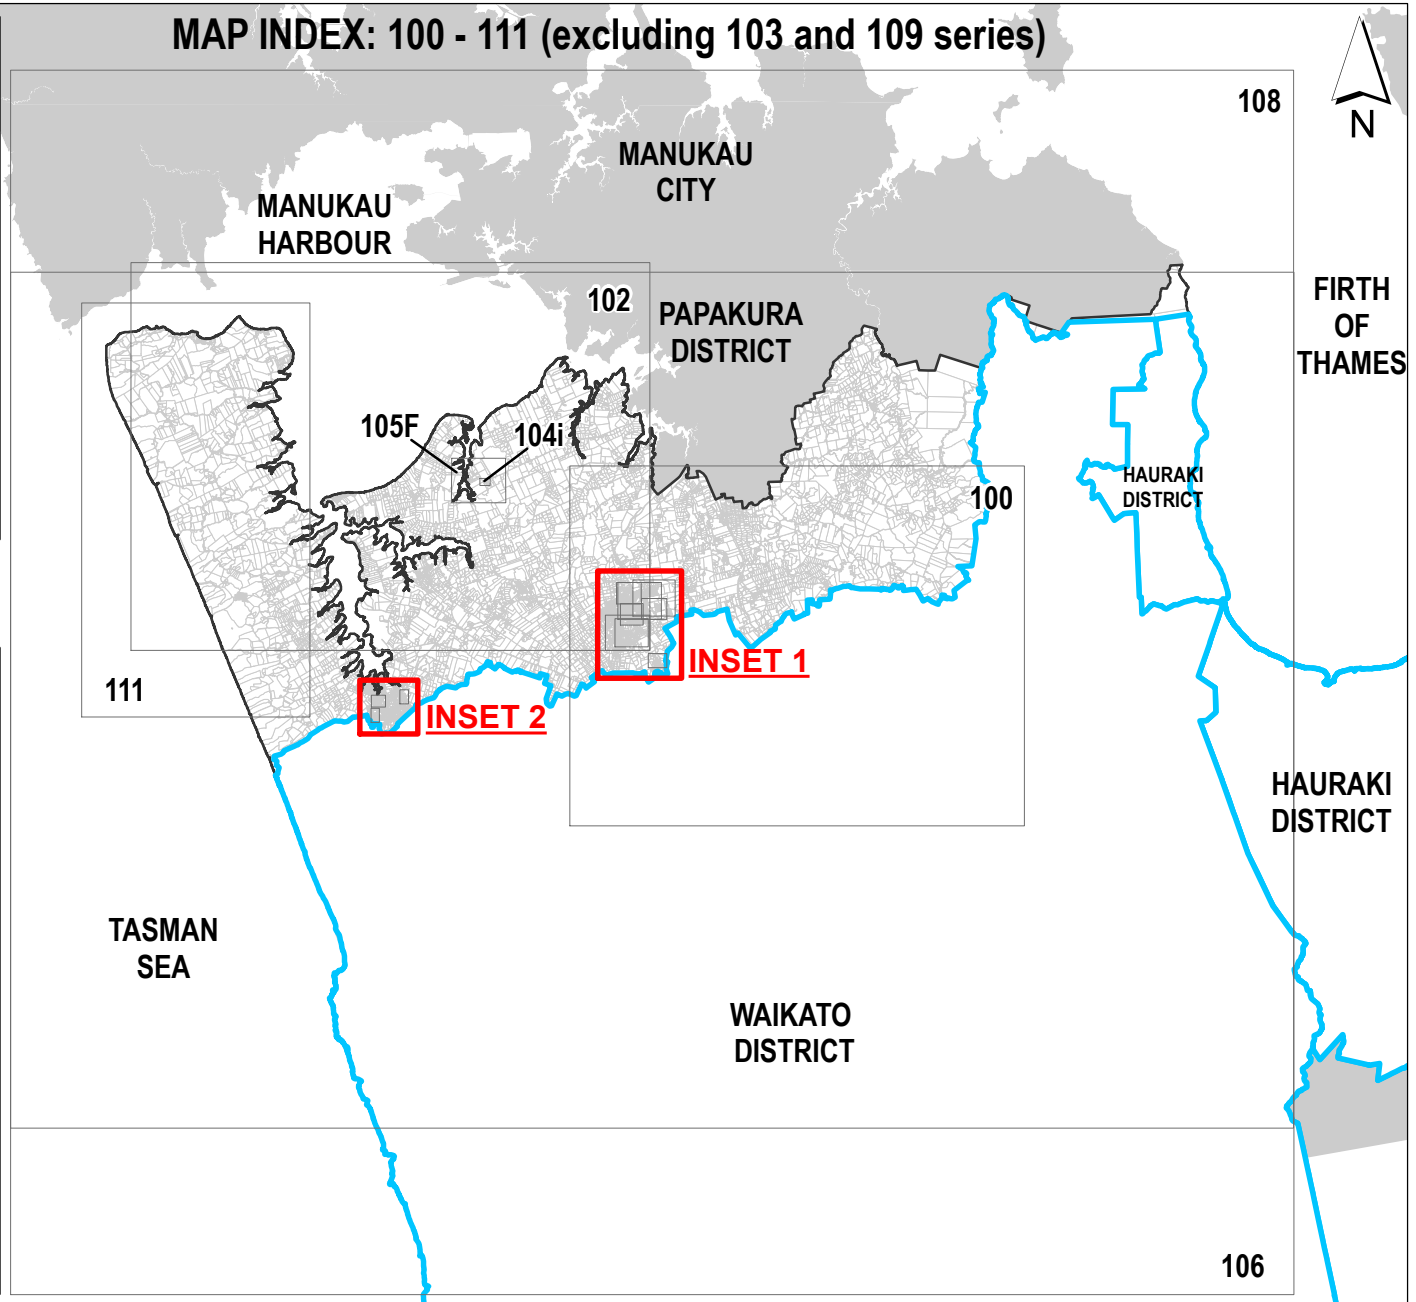 MAP INDEX: 100 - 111 (excluding 103 and 109 series)
108
N
MANUKAU
CITY
MANUKAU
HARBOUR
102
PAPAKURA
DISTRICT
FIRTH
OF
THAMES
105F
104i
100
HAURAKI
DISTRICT
INSET 1
111
INSET 2
HAURAKI
DISTRICT
TASMAN
SEA
WAIKATO
DISTRICT
106